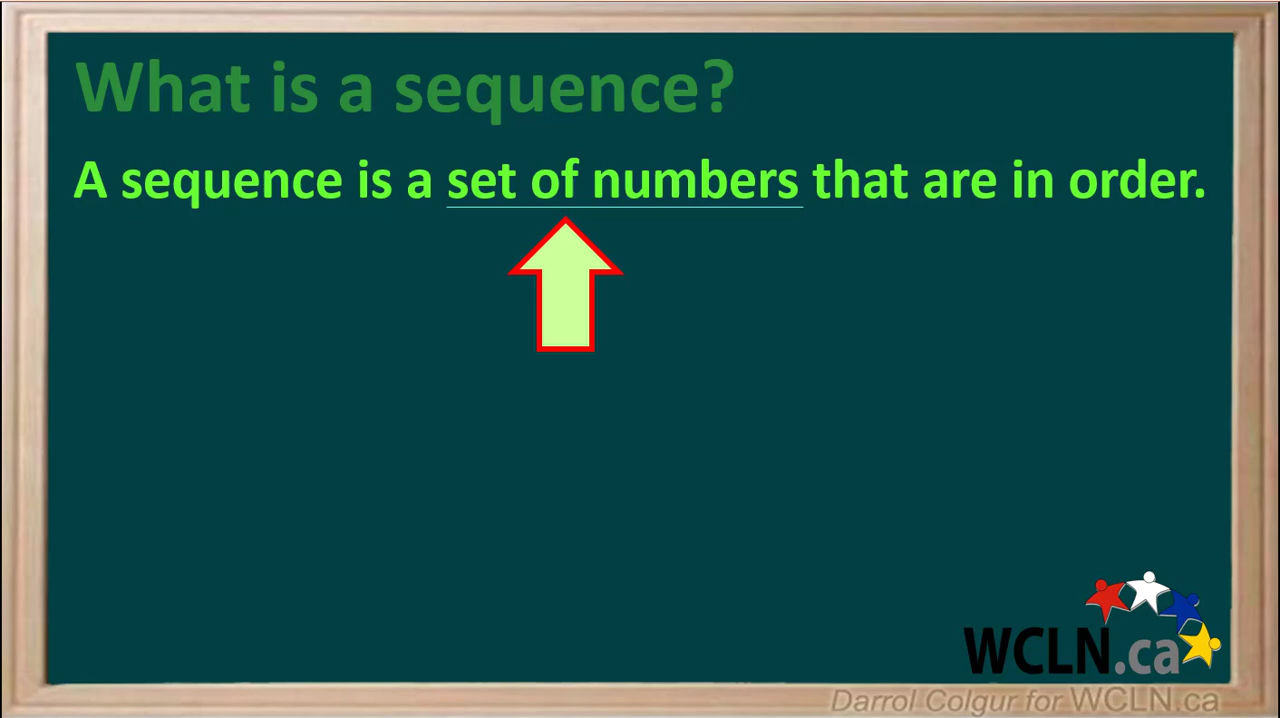 What is a sequence?
A sequence is a set of numbers that are in order.
WCLN.ca
Darrol Colgur for WCLN.ca